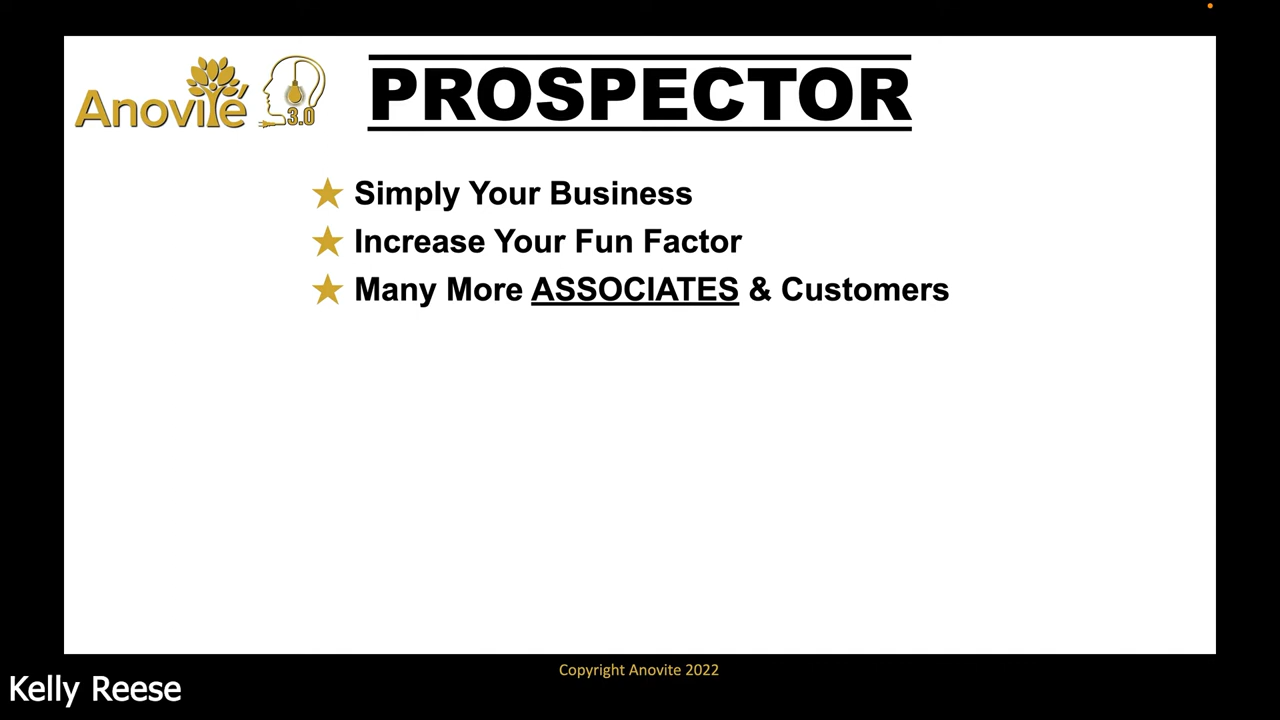 Anovite
3.0
PROSPECTOR
Simply Your Business
Increase Your Fun Factor
Many More ASSOCIATES & Customers
Copyright Anovite 2022
Kelly Reese